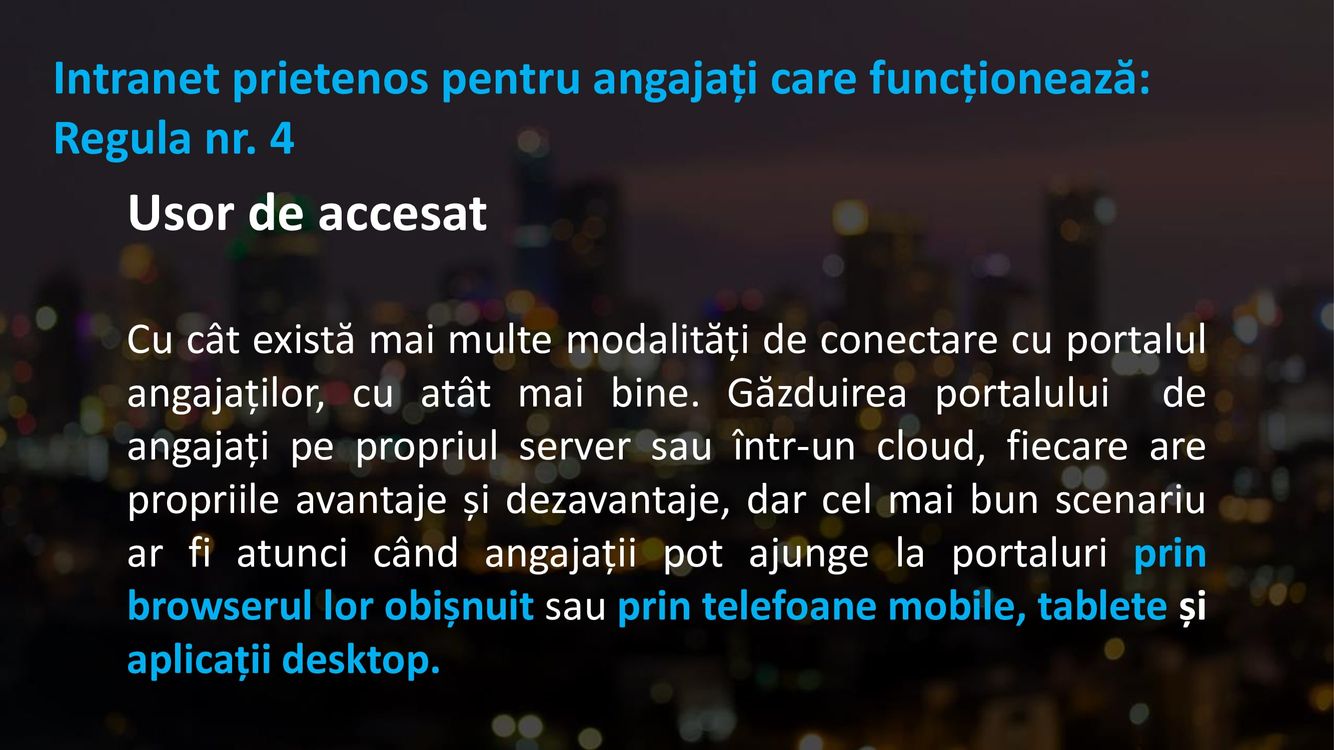 Intranet prietenos pentru angajați care funcționează:
Regula nr. 4
Usor de accesat
Cu cât există mai multe modalități de conectare cu portalul
angajaților, cu atât mai bine. Găzduirea portalului de
angajați pe propriul server sau într-un cloud, fiecare are
propriile avantaje și dezavantaje, dar cel mai bun scenariu
ar fi atunci când angajații pot ajunge la portaluri prin
browserul lor obișnuit sau prin telefoane mobile, tablete și
aplicații desktop.